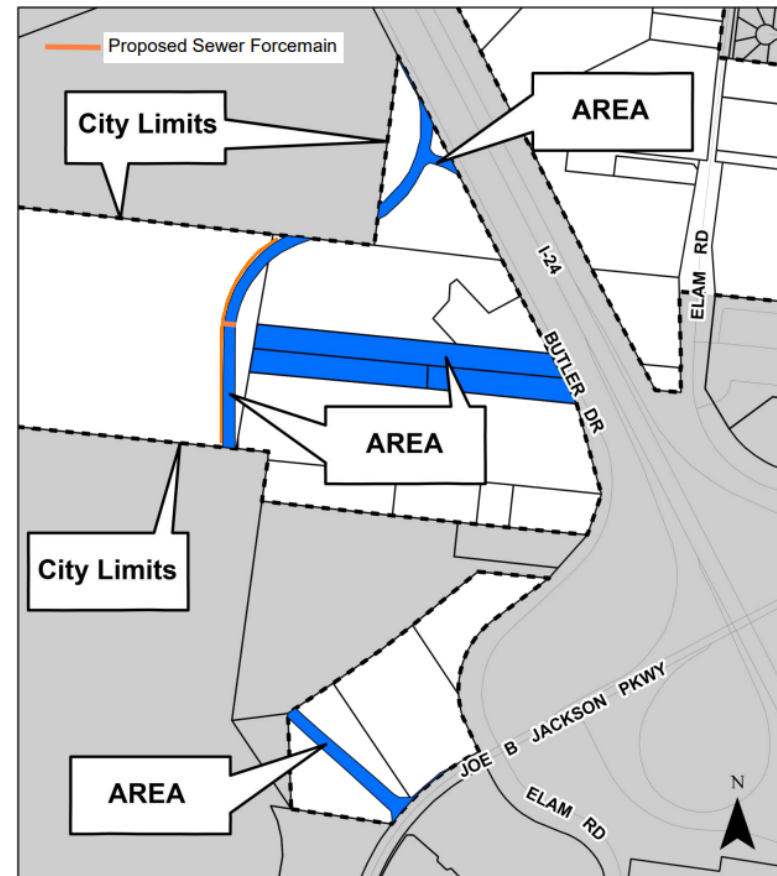 Proposed Sewer Forcemain
AREA
City Limits
I-24
ELAM RD
BUTLER DR
AREA
City Limits
JOE B JACKSON PKWY
AREA
ELAM RD
N